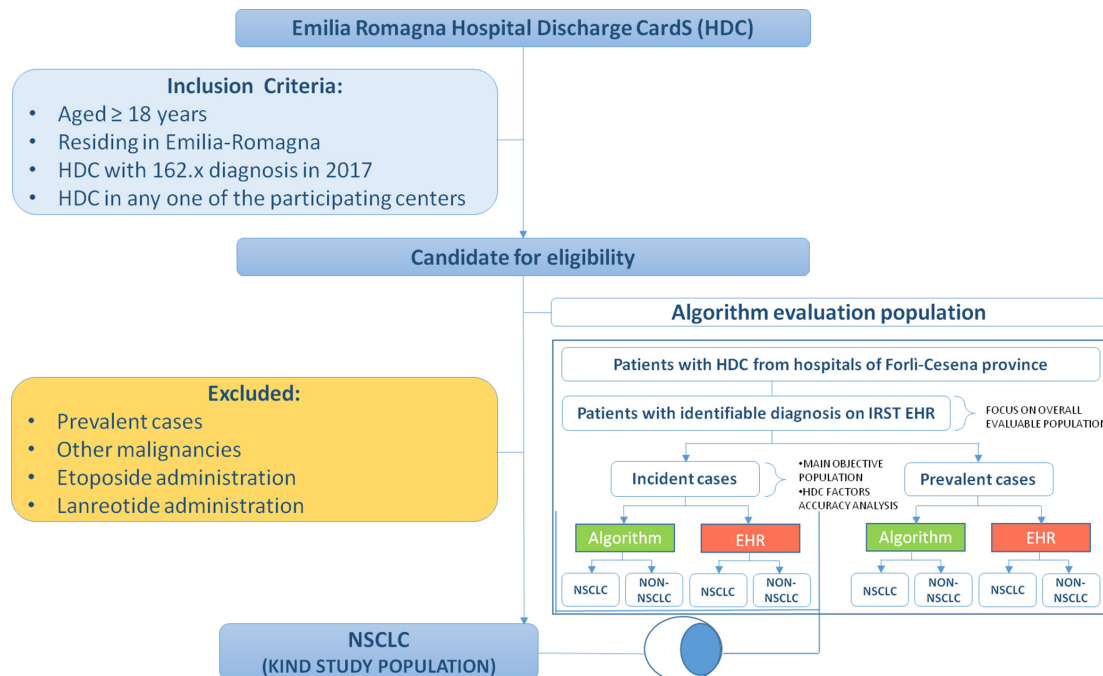 Emilia Romagna Hospital Discharge CardS (HDC)
Inclusion Criteria:
• Aged ≥ 18 years
• Residing in Emilia-Romagna
• HDC with 162.x diagnosis in 2017
• HDC in any one of the participating centers
Candidate for eligibility
Algorithm evaluation population
Patients with HDC from hospitals of Forlì-Cesena province
Patients with identifiable diagnosis on IRST EHR
FOCUS ON OVERALL
EVALUABLE POPULATION
Excluded:
• Prevalent cases
• Other malignancies
• Etoposide administration
• Lanreotide administration
Incident cases
•MAIN OBJECTIVE
POPULATION
•HDC FACTORS
ACCURACY ANALYSIS
Prevalent cases
Algorithm
EHR
Algorithm
EHR
NSCLC
NON-
NSCLC
NSCLC
NON-
NSCLC
NSCLC
NON-
NSCLC
NSCLC
NON-
NSCLC
NSCLC
(KIND STUDY POPULATION)